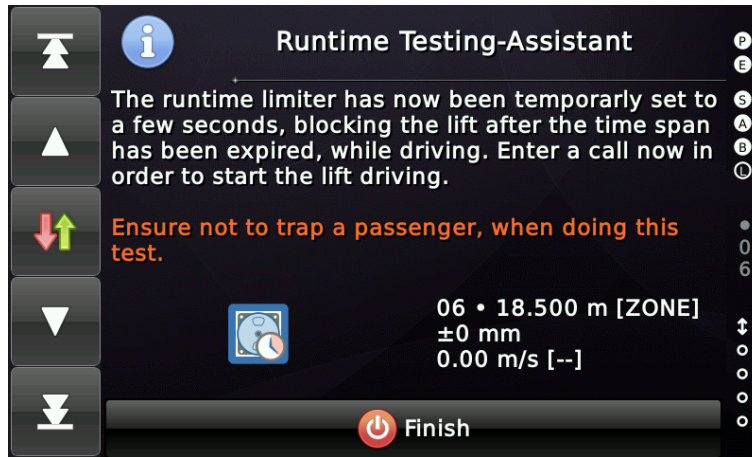 Runtime Testing-Assistant
The runtime limiter has now been temporarly set to
a few seconds, blocking the lift after the time span
has been expired, while driving. Enter a call now in
order to start the lift driving.
Ensure not to trap a passenger, when doing this
test.
06 • 18.500 m [ZONE]
±0 mm
0.00 m/s [--]
Finish
P
E
S
A
B
L
0
6